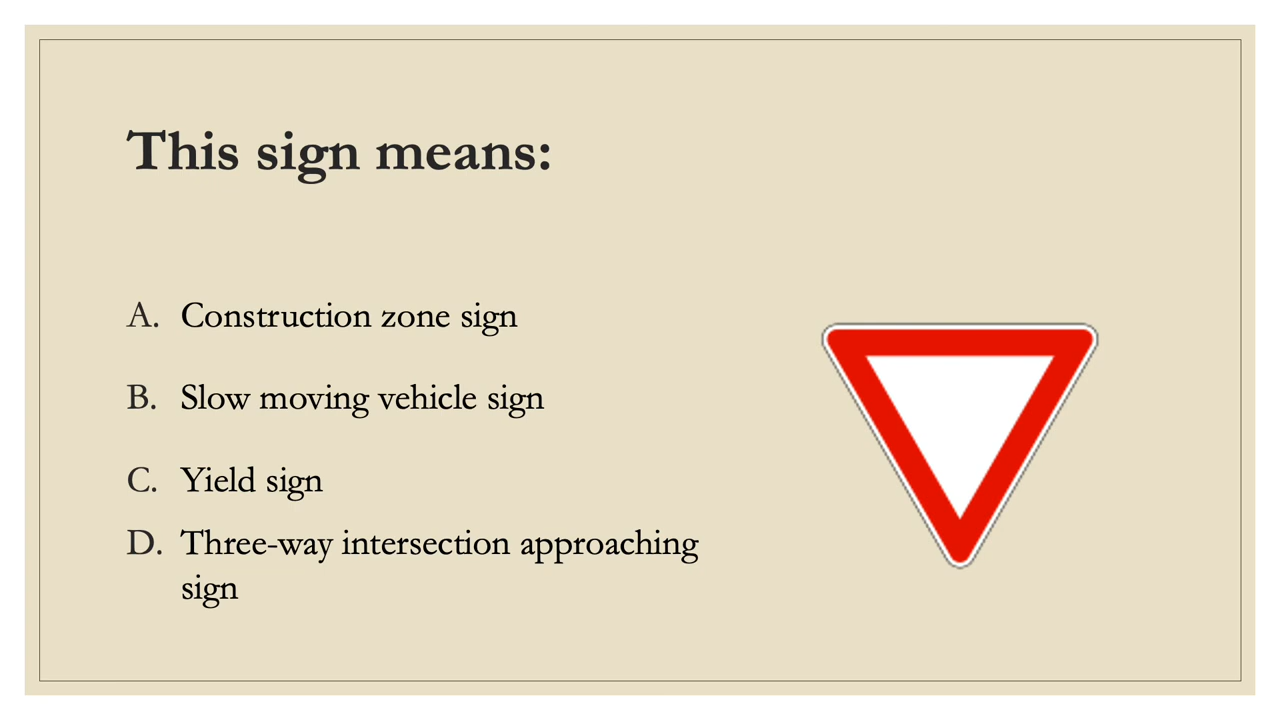 This sign means:
A. Construction zone sign
B. Slow moving vehicle sign
C. Yield sign
D. Three-way intersection approaching
sign